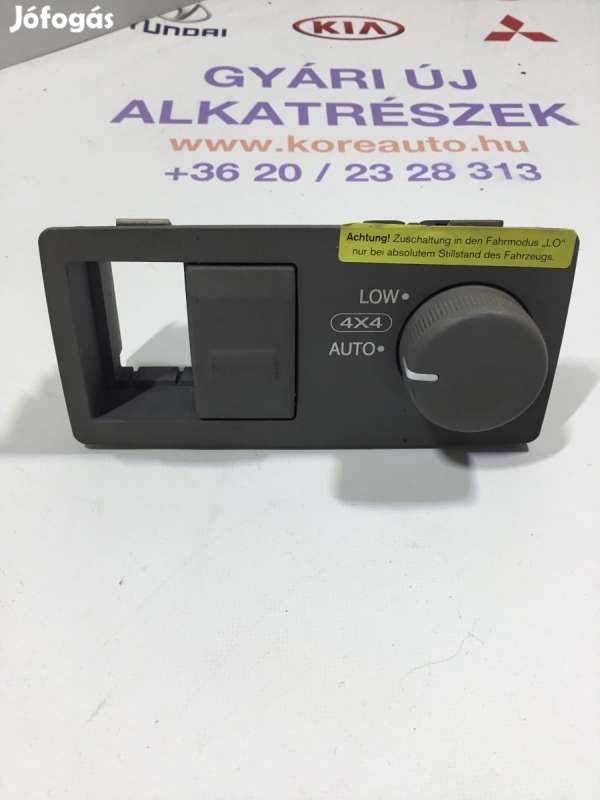 Jófogás
HYUNDAI
KIA
GYÁRI ÚJ
ALKATRÉSZEK
www.koreauto.hu
+36 20 / 23 28 313
Achtung! Zuschaltung in den Fahrmodus „LO“
nur bei absolutem Stillstand des Fahrzeugs.
LOW
4X4
AUTO